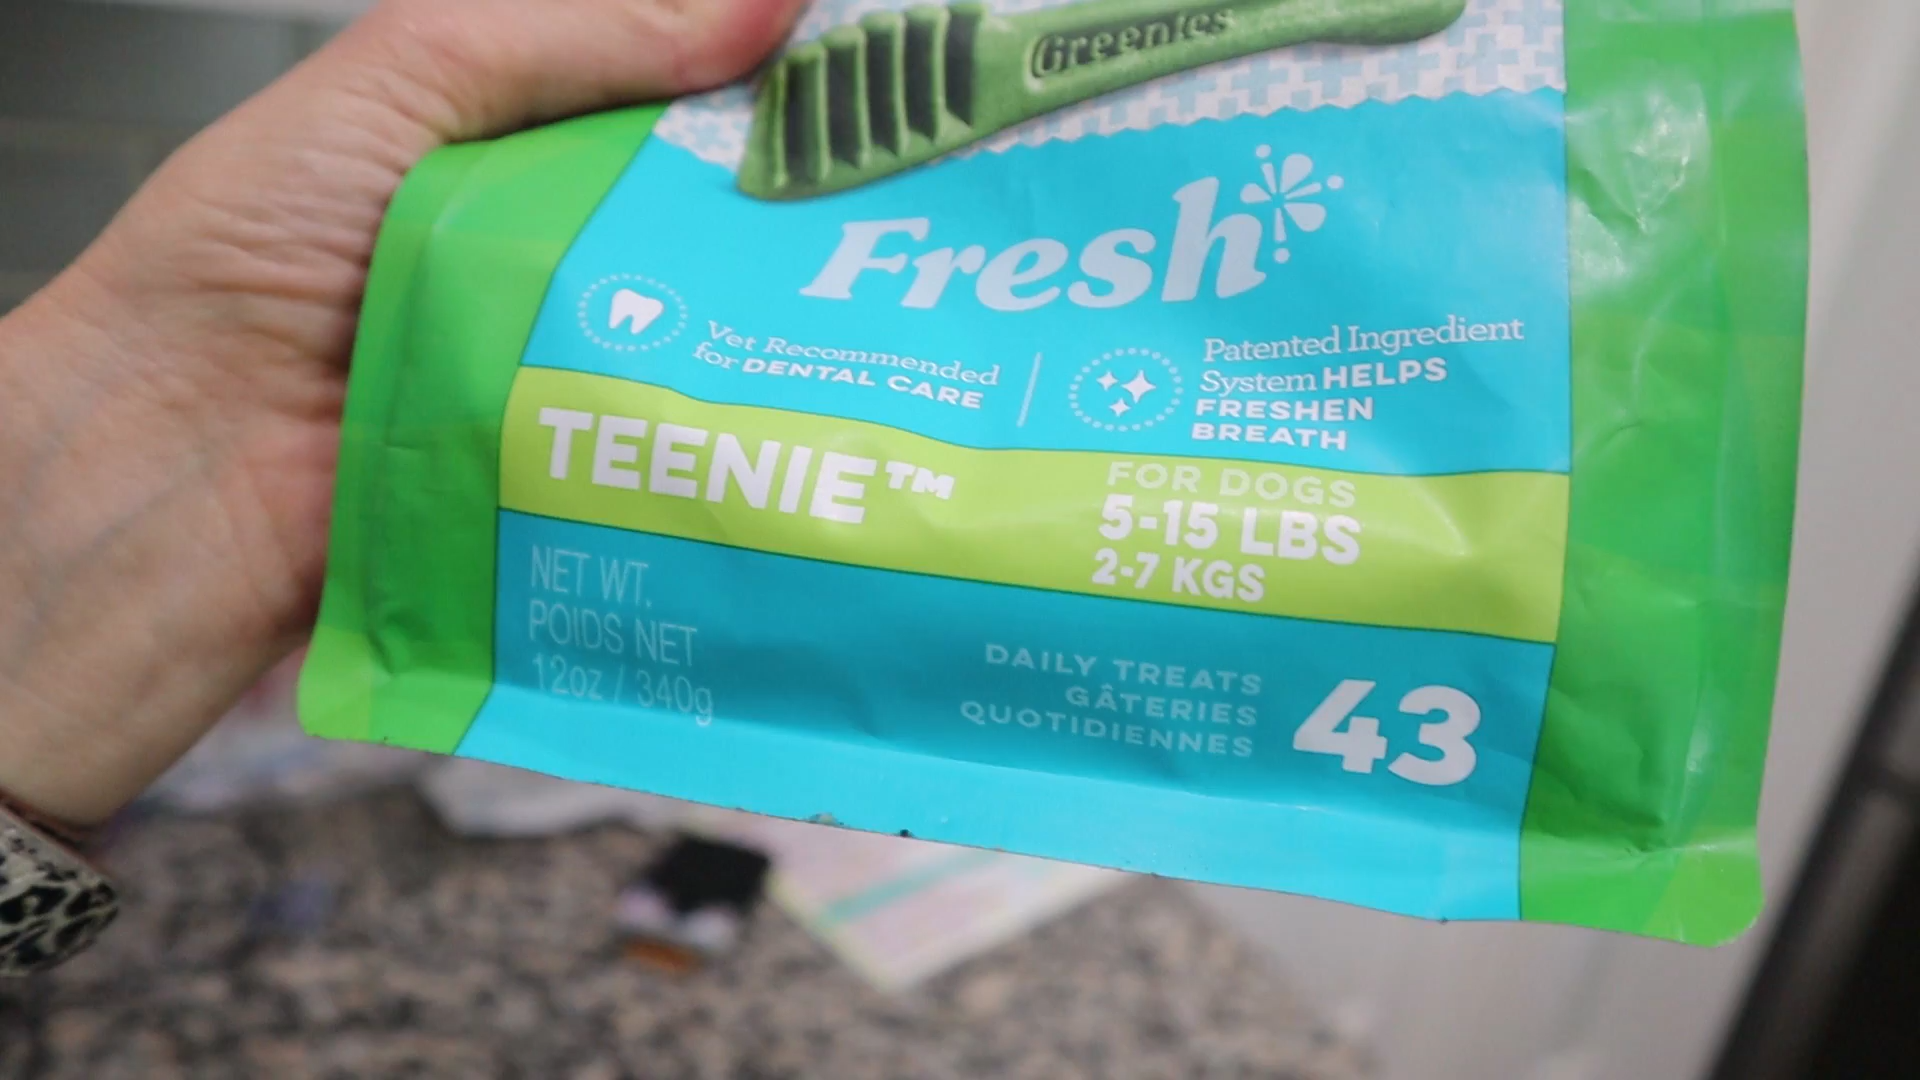 Greenies
Fresh
Vet Recommended
for DENTAL CARE
Patented Ingredient
System HELPS
FRESHEN
BREATH
TEENIE™
FOR DOGS
5-15 LBS
2-7 KGS
NET WT.
POIDS NET
12oz / 340g
DAILY TREATS
GÂTERIES
QUOTIDIENNES
43